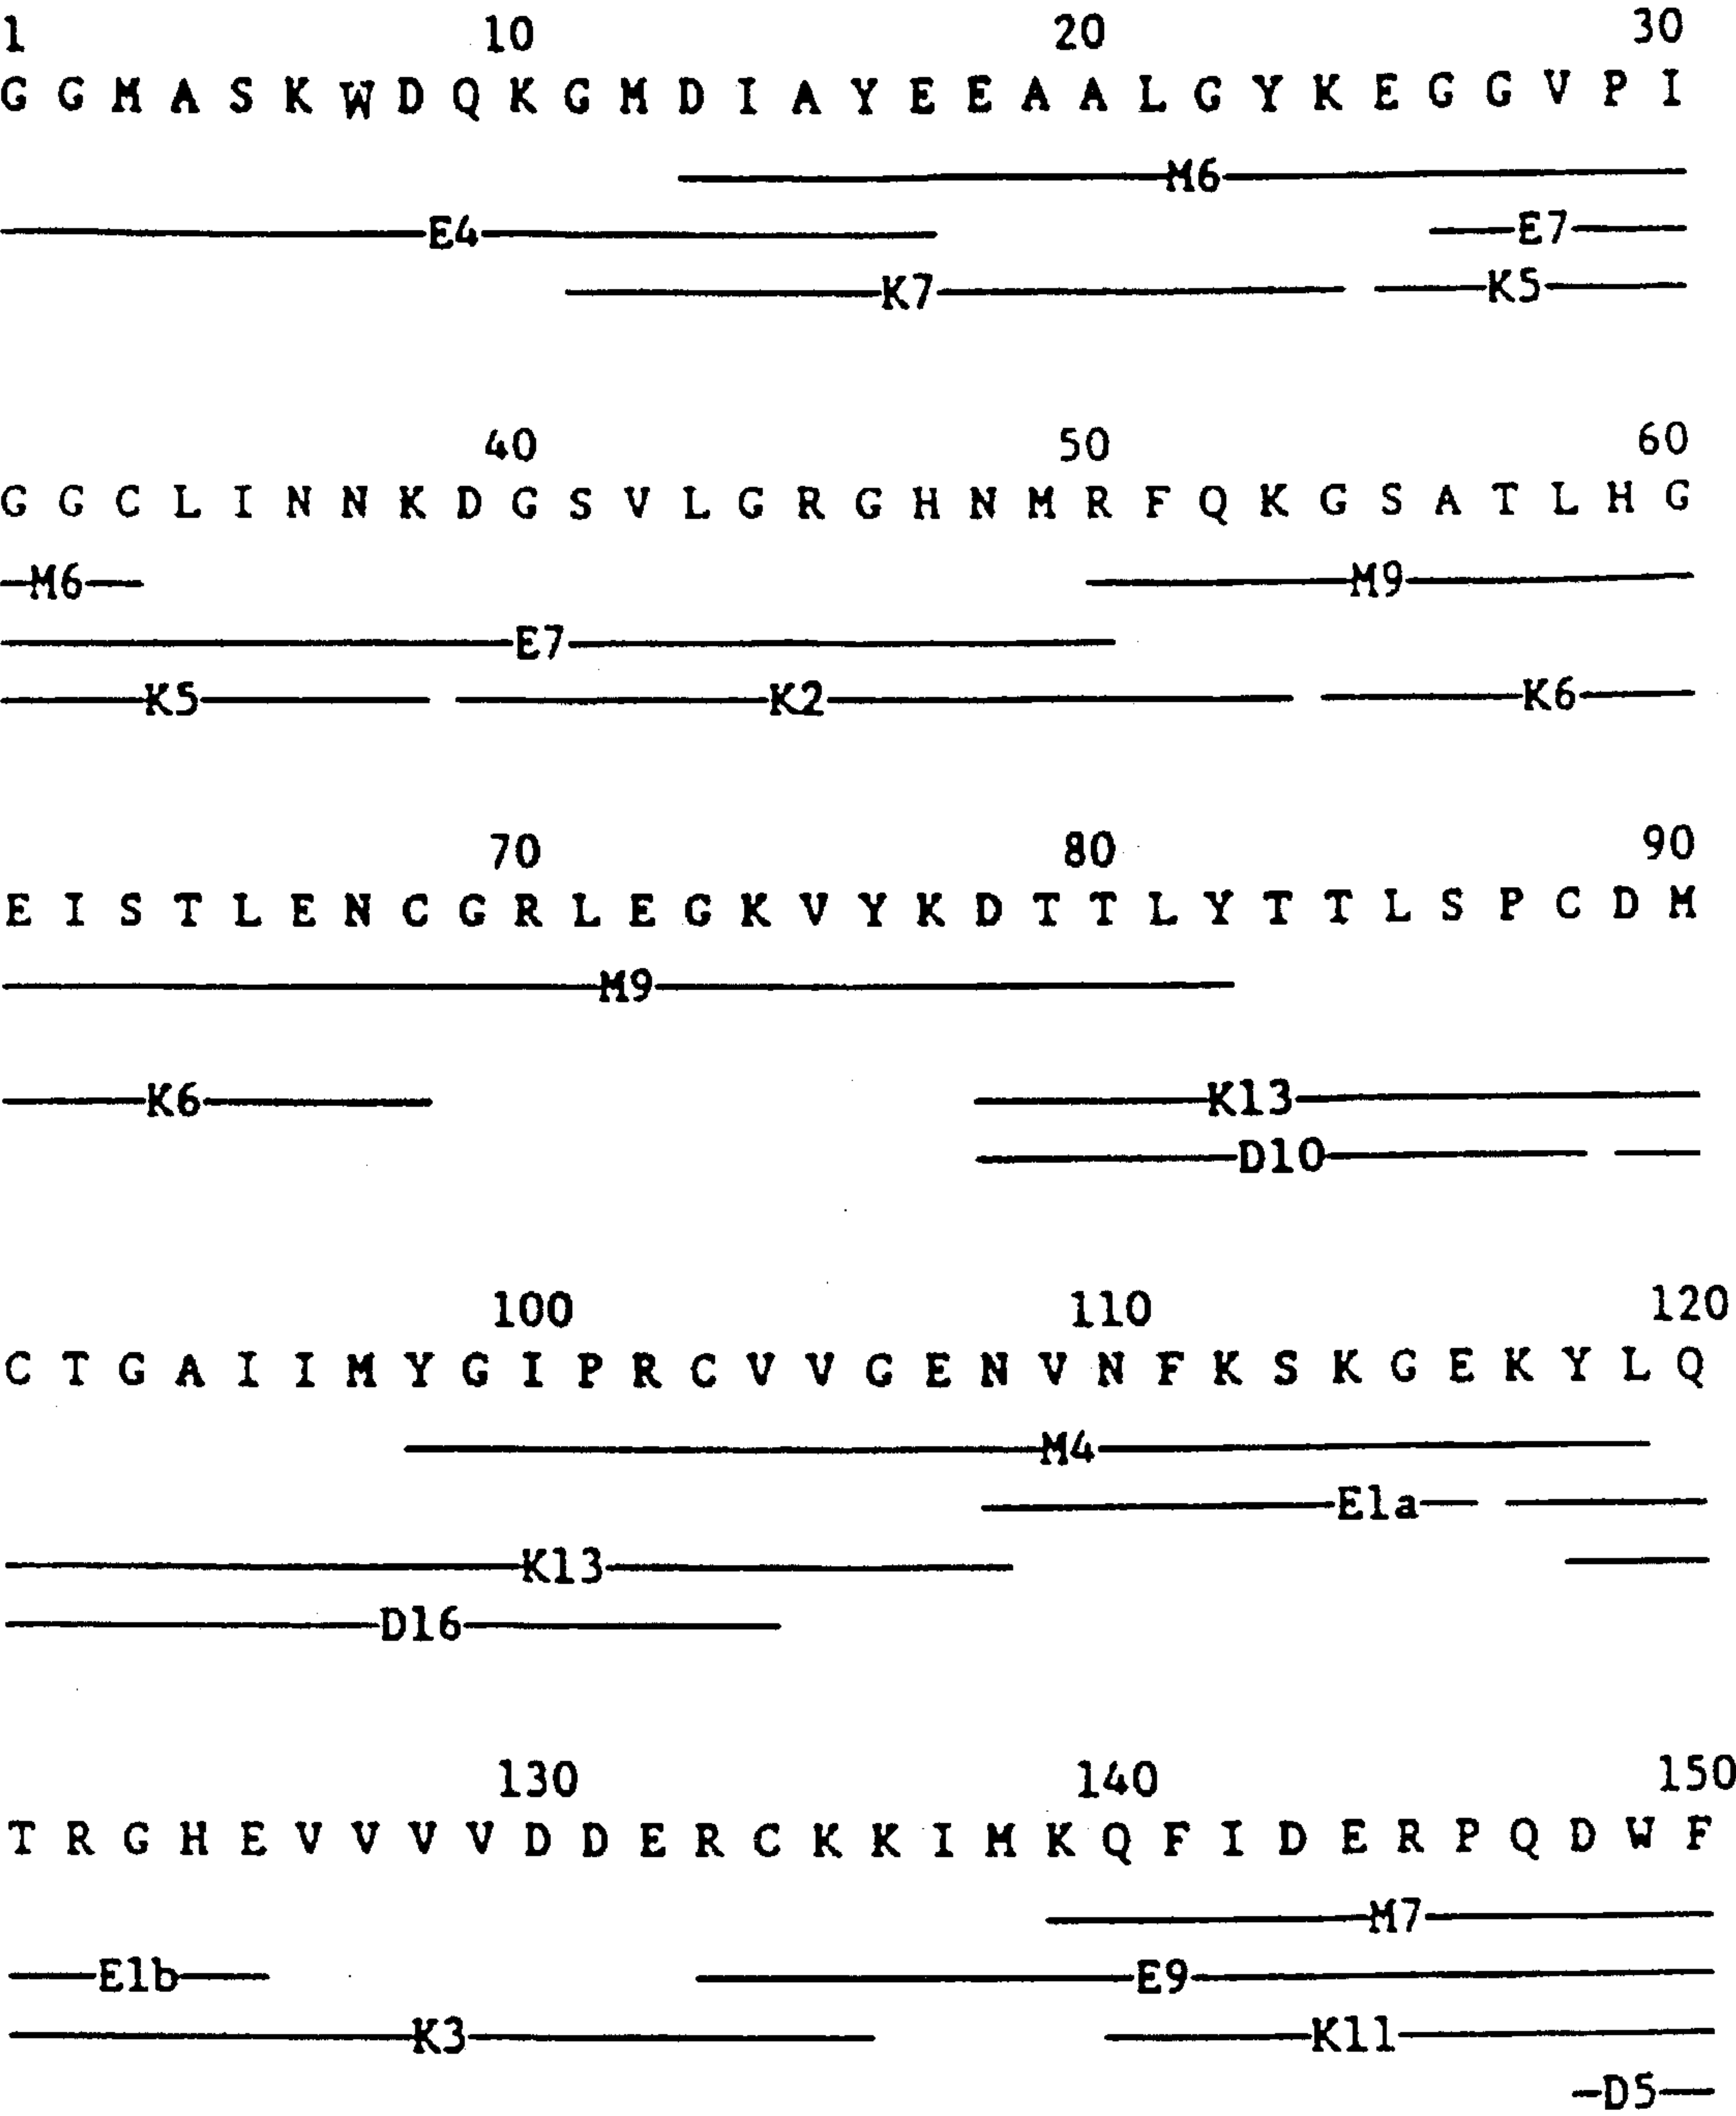 1 10 20 30
G G M A S K W D Q K G M D I A Y E E A A L G Y K E G G V P I
M6
E4 E7
K7 K5
40 50 60
G G C L I N N K D G S V L G R G H N M R F Q K G S A T L H G
M6 M9
E7
K5 K2 K6
70 80 90
E I S T L E N C G R L E G K V Y K D T T L Y T T L S P C D M
M9
K6 K13
D10
100 110 120
C T G A I I M Y G I P R C V V G E N V N F K S K G E K Y L Q
M4
E1a
K13
D16
130 140 150
T R G H E V V V V D D E R C K K I M K Q F I D E R P Q D W F
M7
E1b E9
K3 K11
D5